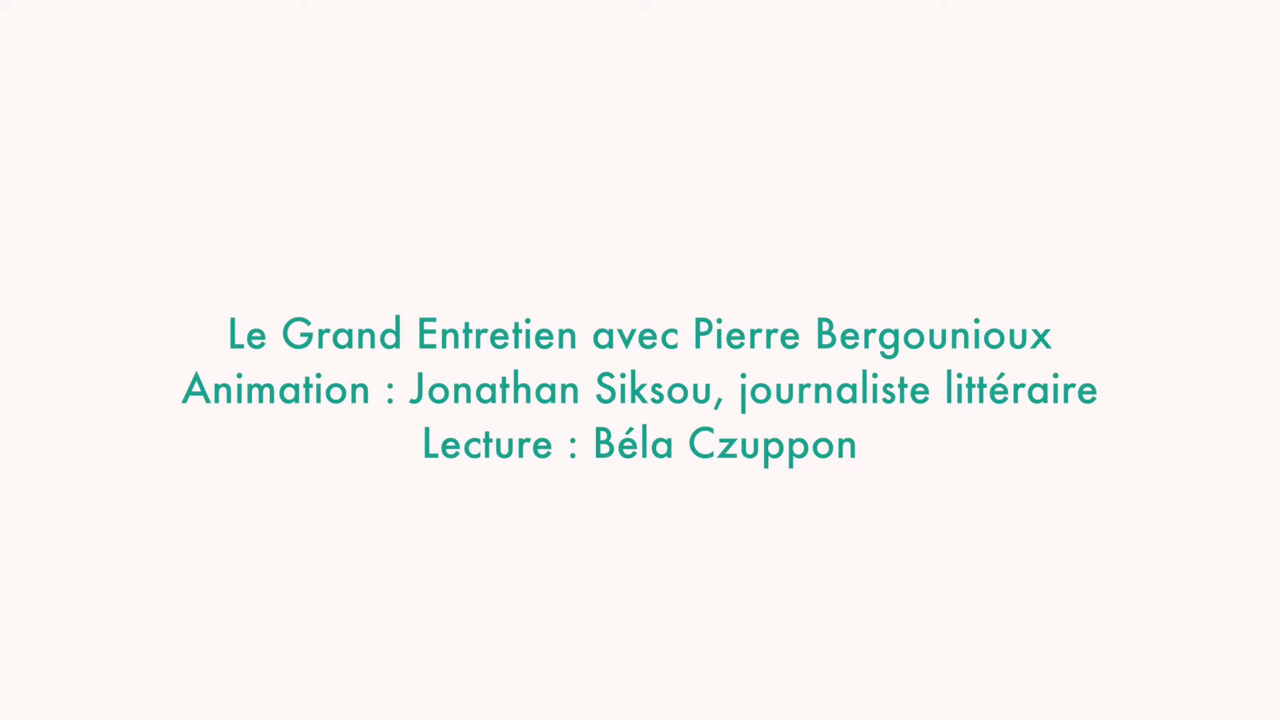 Le Grand Entretien avec Pierre Bergounioux
Animation : Jonathan Siksou, journaliste littéraire
Lecture : Béla Czuppon